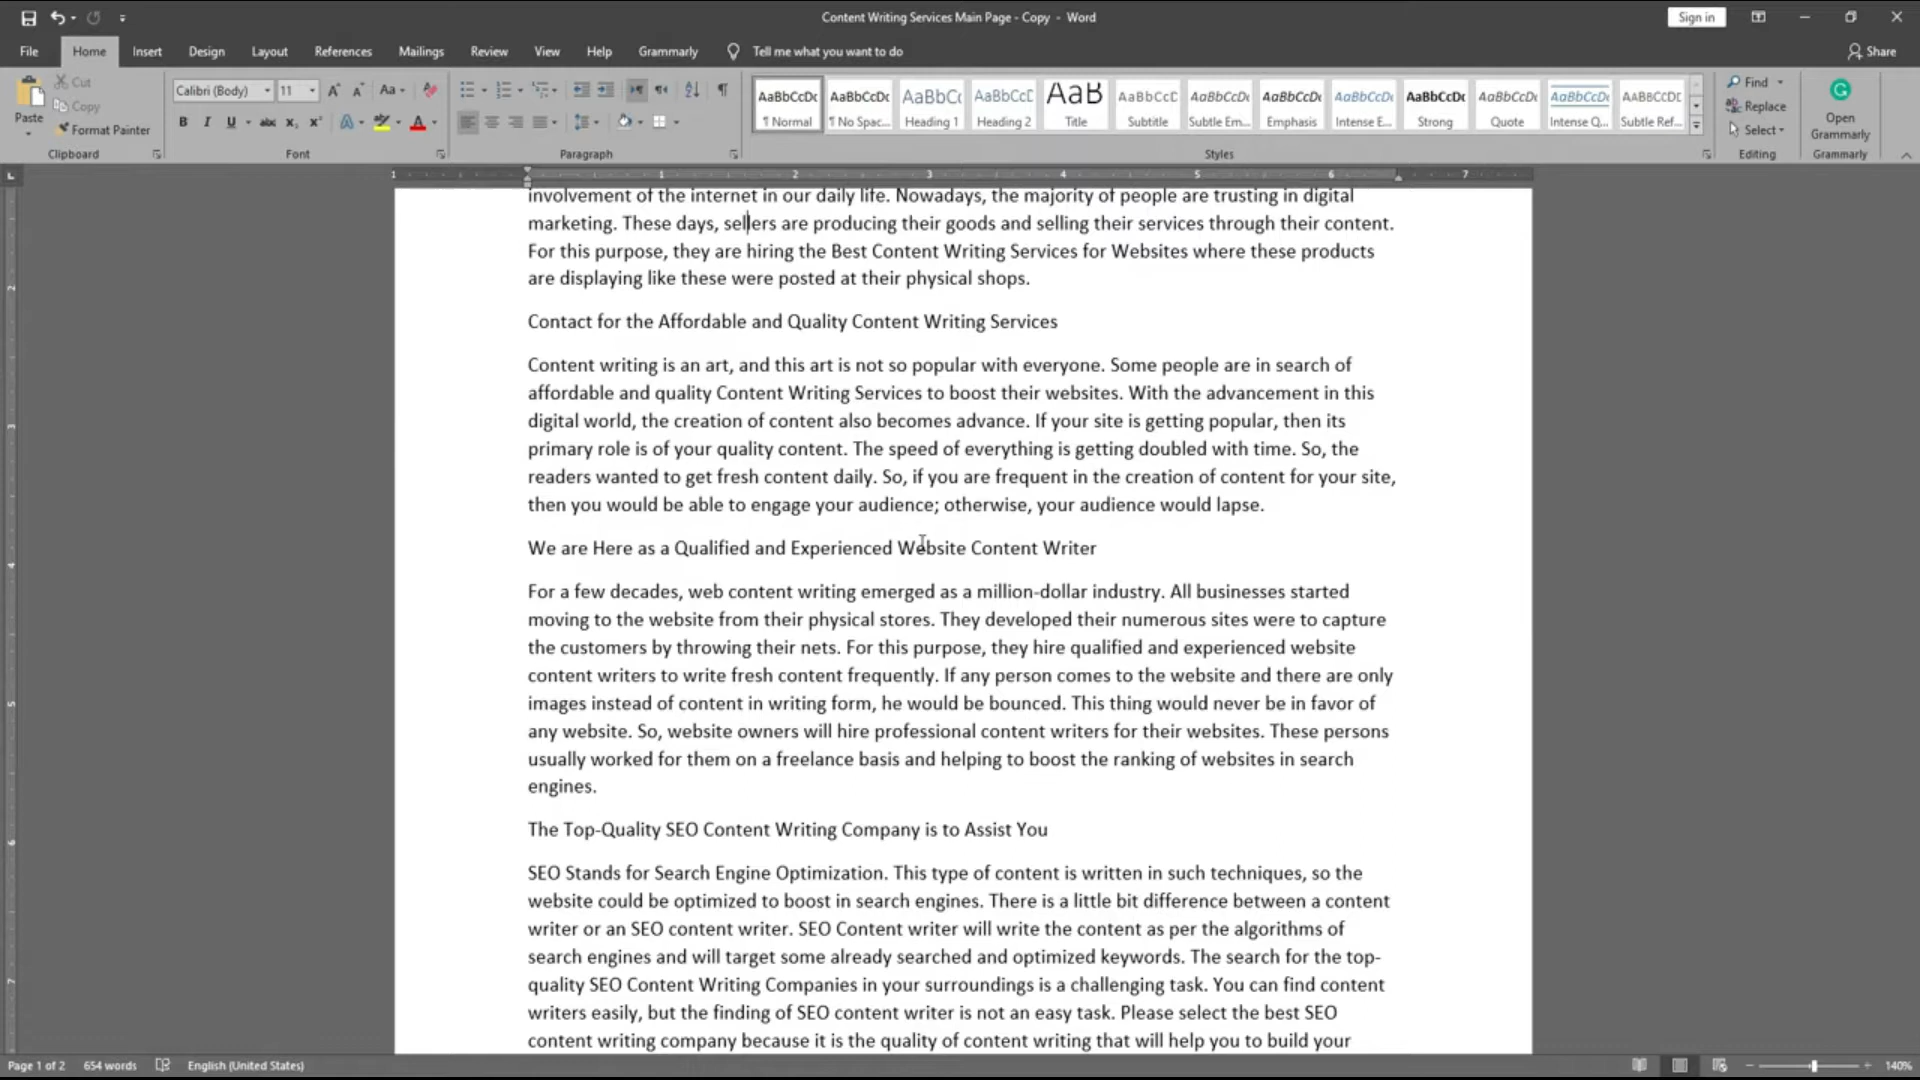 Content Writing Services Main Page - Copy - Word
Sign in
File Home Insert Design Layout References Mailings Review View Help Grammarly Tell me what you want to do
Share
Paste
Cut
Copy
Format Painter
Clipboard
Calibri (Body) 11
Font
Paragraph
AaBbCcDc AaBbCcDc AaBbC AaBbCcD AaB AaBbCcD AaBbCcDc AaBbCcDc AaBbCcDc AaBbCcDc AaBbCcDc AaBbCcDc AABBCCDC
¶ Normal ¶ No Spac... Heading 1 Heading 2 Title Subtitle Subtle Em... Emphasis Intense E... Strong Quote Intense Q... Subtle Ref...
Styles
Find
Replace
Select
Editing
Open
Grammarly
Grammarly
1 1 2 3 4 5 6 7
involvement of the internet in our daily life. Nowadays, the majority of people are trusting in digital
marketing. These days, sellers are producing their goods and selling their services through their content.
For this purpose, they are hiring the Best Content Writing Services for Websites where these products
are displaying like these were posted at their physical shops.
Contact for the Affordable and Quality Content Writing Services
Content writing is an art, and this art is not so popular with everyone. Some people are in search of
affordable and quality Content Writing Services to boost their websites. With the advancement in this
digital world, the creation of content also becomes advance. If your site is getting popular, then its
primary role is of your quality content. The speed of everything is getting doubled with time. So, the
readers wanted to get fresh content daily. So, if you are frequent in the creation of content for your site,
then you would be able to engage your audience; otherwise, your audience would lapse.
We are Here as a Qualified and Experienced Website Content Writer
For a few decades, web content writing emerged as a million-dollar industry. All businesses started
moving to the website from their physical stores. They developed their numerous sites were to capture
the customers by throwing their nets. For this purpose, they hire qualified and experienced website
content writers to write fresh content frequently. If any person comes to the website and there are only
images instead of content in writing form, he would be bounced. This thing would never be in favor of
any website. So, website owners will hire professional content writers for their websites. These persons
usually worked for them on a freelance basis and helping to boost the ranking of websites in search
engines.
The Top-Quality SEO Content Writing Company is to Assist You
SEO Stands for Search Engine Optimization. This type of content is written in such techniques, so the
website could be optimized to boost in search engines. There is a little bit difference between a content
writer or an SEO content writer. SEO Content writer will write the content as per the algorithms of
search engines and will target some already searched and optimized keywords. The search for the top-
quality SEO Content Writing Companies in your surroundings is a challenging task. You can find content
writers easily, but the finding of SEO content writer is not an easy task. Please select the best SEO
content writing company because it is the quality of content writing that will help you to build your
Page 1 of 2 654 words English (United States)
140%